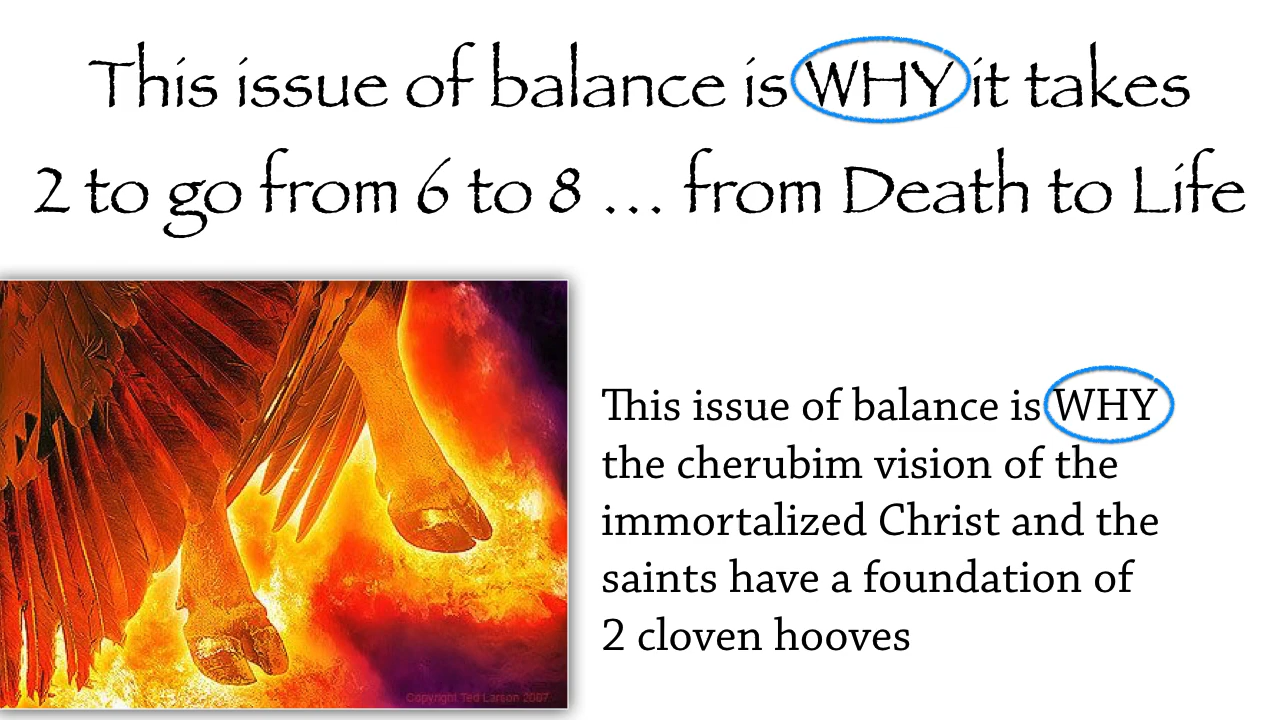 This issue of balance is WHY it takes
2 to go from 6 to 8 … from Death to Life
This issue of balance is WHY
the cherubim vision of the
immortalized Christ and the
saints have a foundation of
2 cloven hooves
Copyright Ted Larson 2007